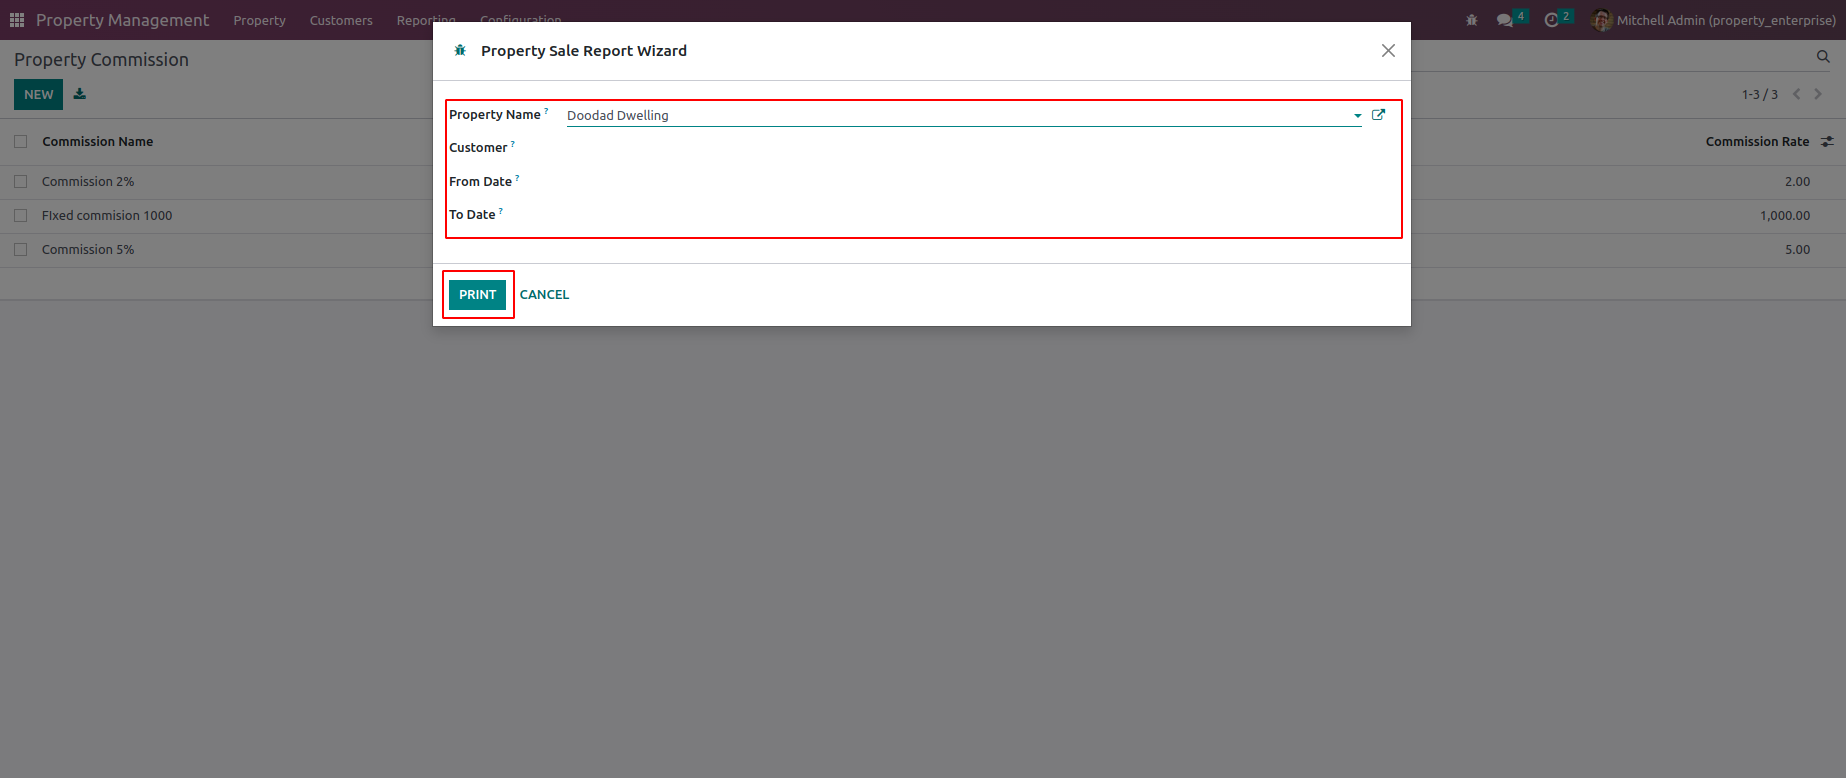 Property Management Property Customers Reporting Configuration 4 2 Mitchell Admin (property_enterprise)
Property Commission
NEW
1-3 / 3
Commission Name Commission Rate
Commission 2% 2.00
FIxed commision 1000 1,000.00
Commission 5% 5.00
Property Sale Report Wizard
Property Name ? Doodad Dwelling
Customer ?
From Date ?
To Date ?
PRINT CANCEL